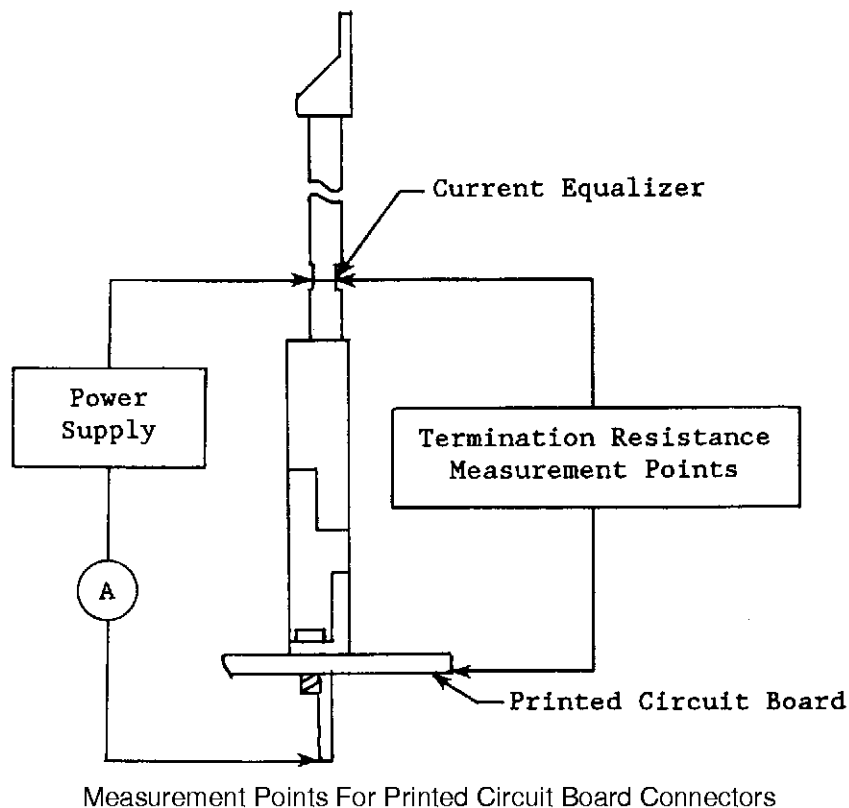 Current Equalizer
Power
Supply
Termination Resistance
Measurement Points
A
Printed Circuit Board
Measurement Points For Printed Circuit Board Connectors